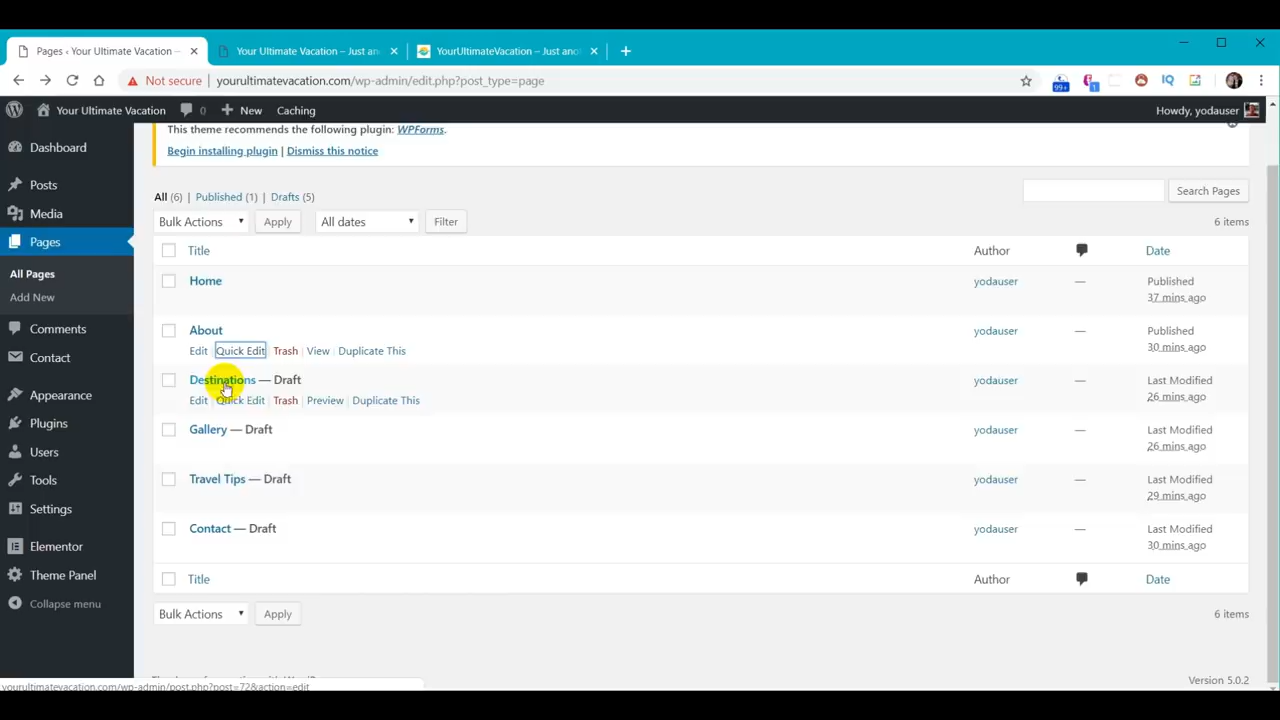 Pages ‹ Your Ultimate Vacation —
Your Ultimate Vacation – Just an
YourUltimateVacation – Just ano
Not secure | yourultimatevacation.com/wp-admin/edit.php?post_type=page
99+
1
IQ
Your Ultimate Vacation 0 New Caching Howdy, yodauser
This theme recommends the following plugin: WPForms.
Begin installing plugin | Dismiss this notice
Dashboard
Posts
Media
Pages
All Pages
Add New
Comments
Contact
Appearance
Plugins
Users
Tools
Settings
Elementor
Theme Panel
Collapse menu
All (6) | Published (1) | Drafts (5)
Search Pages
Bulk Actions Apply All dates Filter 6 items
Title Author Date
Home yodauser — Published
37 mins ago
About yodauser — Published
30 mins ago
Edit | Quick Edit | Trash | View | Duplicate This
Destinations — Draft yodauser — Last Modified
26 mins ago
Edit | Quick Edit | Trash | Preview | Duplicate This
Gallery — Draft yodauser — Last Modified
26 mins ago
Travel Tips — Draft yodauser — Last Modified
29 mins ago
Contact — Draft yodauser — Last Modified
30 mins ago
Title Author Date
Bulk Actions Apply 6 items
Version 5.0.2
yourultimatevacation.com/wp-admin/post.php?post=72&action=edit